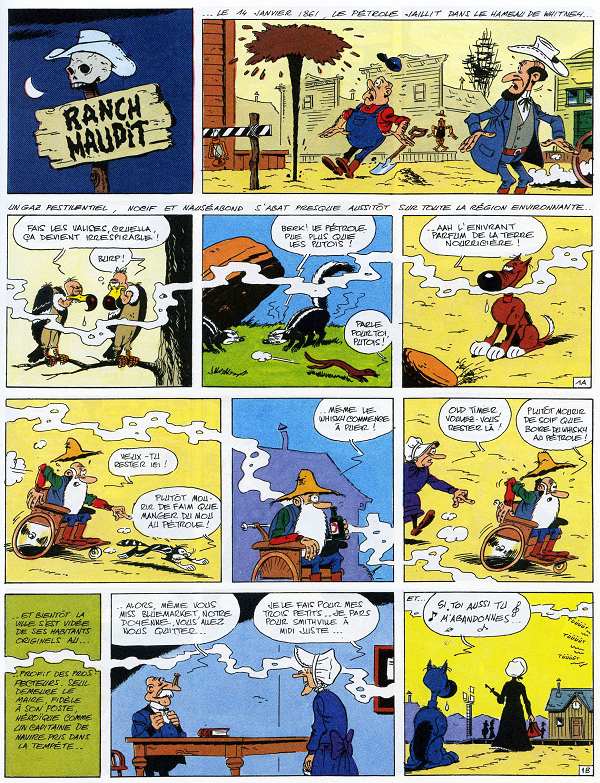 RANCH
MAUDIT
... LE 14 JANVIER 1861, LE PÉTROLE JAILLIT DANS LE HAMEAU DE WHITNEY...
UN GAZ PESTILENTIEL, NOCIF ET NAUSÉABOND S'ABAT PRESQUE AUSSITÔT SUR TOUTE LA RÉGION ENVIRONNANTE...
FAIS LES VALISES, CRUELLA,
ÇA DEVIENT IRRESPIRABLE!
BURP!
BERK! LE PÉTROLE
PUE PLUS QUE
LES PUTOIS!
PARLE
POUR TOI,
PUTOIS!
...AAH L'ENIVRANT
PARFUM DE LA TERRE
NOURRICIÈRE!
1A
VEUX-TU
RESTER ICI!
PLUTÔT MOU-
RIR DE FAIM QUE
MANGER DU MOU
AU PÉTROLE!
...MÊME LE
WHISKY COMMENCE
À PUER!
OLD TIMER,
VOULEZ-VOUS
RESTER LÀ!
PLUTÔT MOURIR
DE SOIF QUE
BOIRE DU WHISKY
AU PÉTROLE!
...ET BIENTÔT LA
VILLE S'EST VIDÉE
DE SES HABITANTS
ORIGINELS AU...
...PROFIT DES PROS-
PECTEURS. SEUL
DEMEURE LE
MAIRE, FIDÈLE
À SON POSTE,
HÉROÏQUE COMME
UN CAPITAINE DE
NAVIRE PRIS DANS
LA TEMPÊTE...
...ALORS, MÊME VOUS
MISS BLUEMARKET, NOTRE
DOYENNE, VOUS ALLEZ
NOUS QUITTER...
JE LE FAIS POUR MES
TROIS PETITS... JE PARS
POUR SMITHVILLE À
MIDI JUSTE...
ET...
SI, TOI AUSSI TU
M'ABANDONNES!
TÛÛÛT
TÛÛÛT
1B